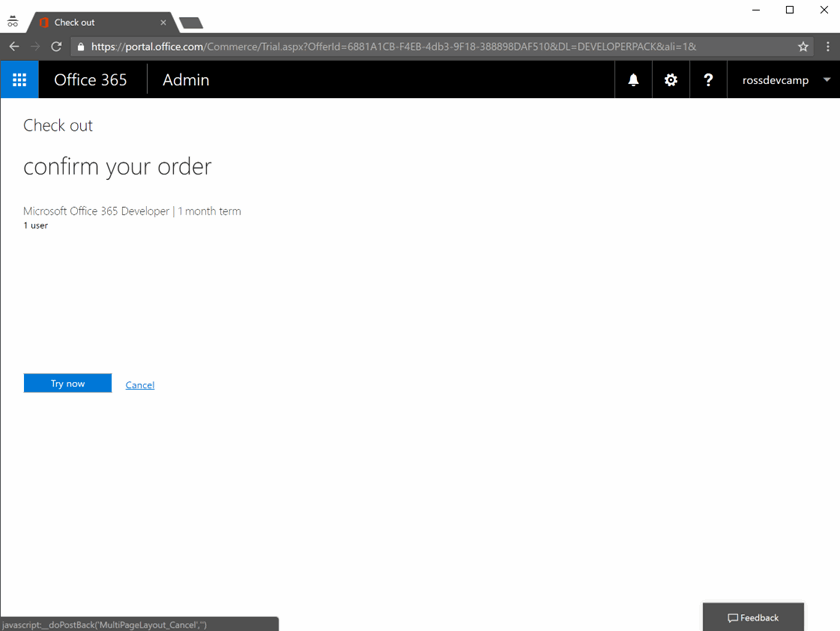 Check out
https://portal.office.com/Commerce/Trial.aspx?OfferId=6881A1CB-F4EB-4db3-9F18-388898DAF510&DL=DEVELOPERPACK&ali=1&
Office 365
Admin
?
rossdevcamp
Check out
confirm your order
Microsoft Office 365 Developer | 1 month term
1 user
Try now
Cancel
Feedback
javascript:__doPostBack('MultiPageLayout_Cancel','')